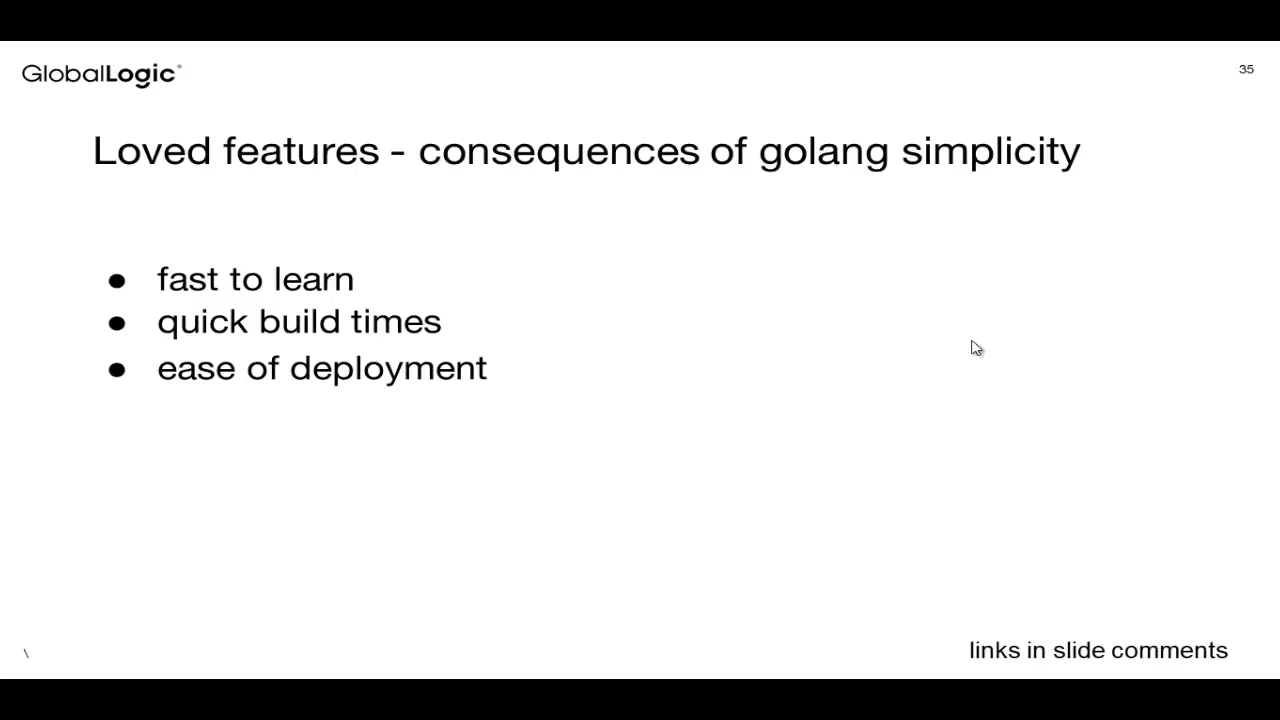 GlobalLogic®
35
Loved features - consequences of golang simplicity
● fast to learn
● quick build times
● ease of deployment
\
links in slide comments